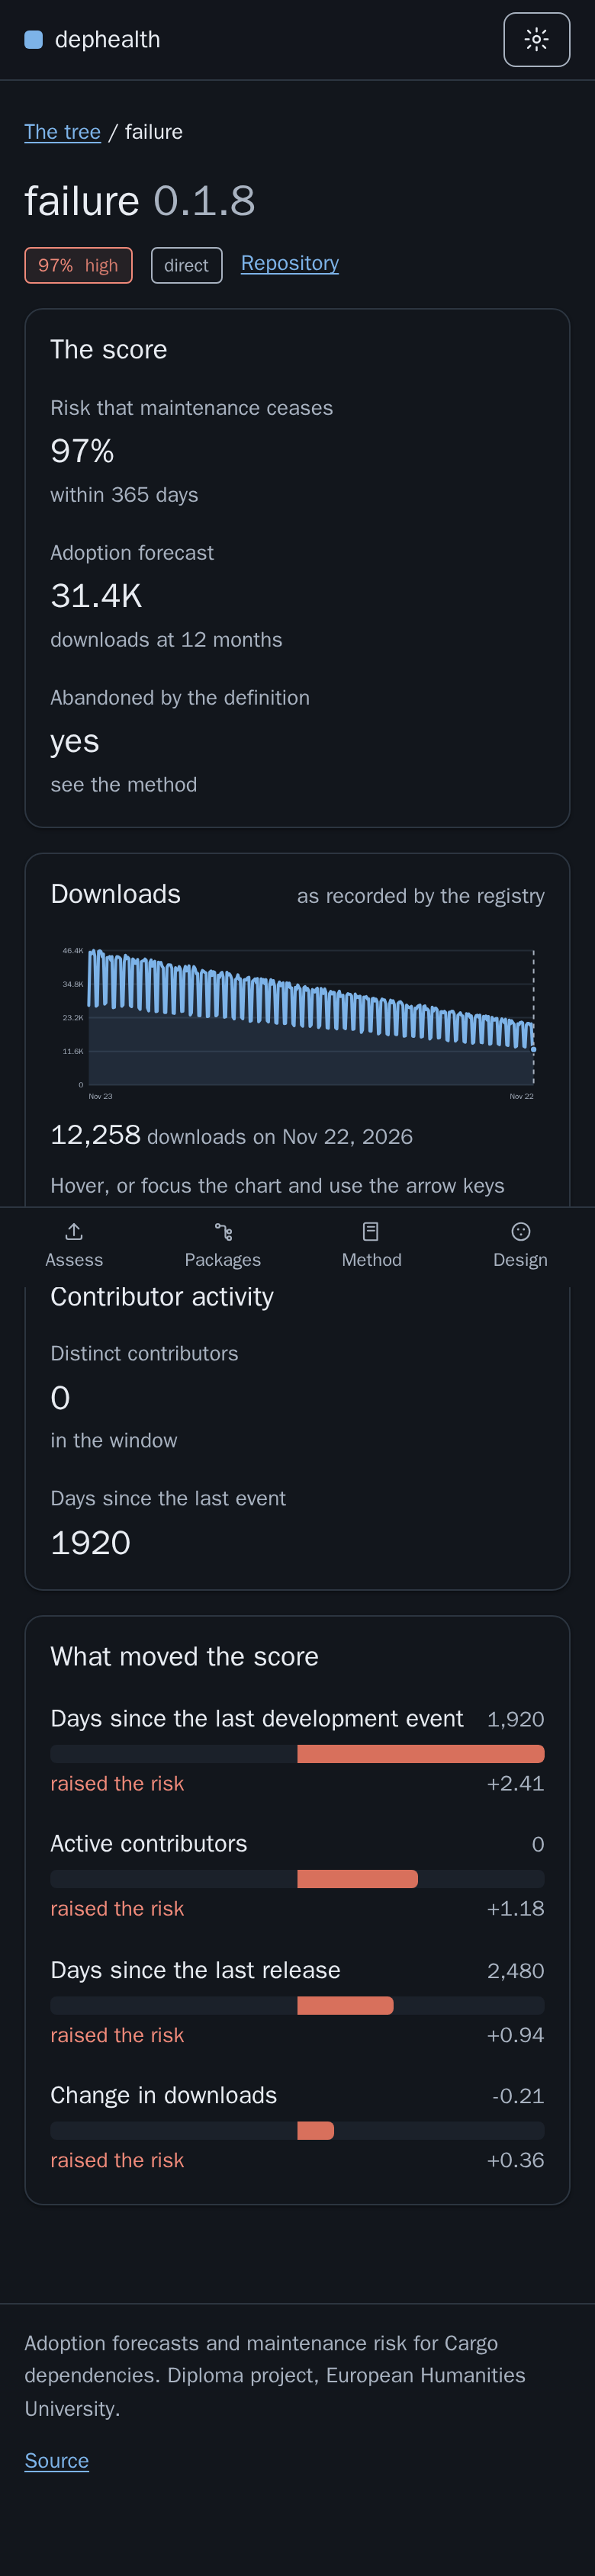 dephealth
The tree / failure
failure 0.1.8
97% high direct Repository
The score
Risk that maintenance ceases
97%
within 365 days
Adoption forecast
31.4K
downloads at 12 months
Abandoned by the definition
yes
see the method
Downloads as recorded by the registry
46.4K
34.8K
23.2K
11.6K
0
Nov 23 Nov 22
12,258 downloads on Nov 22, 2026
Hover, or focus the chart and use the arrow keys
Assess Packages Method Design
Contributor activity
Distinct contributors
0
in the window
Days since the last event
1920
What moved the score
Days since the last development event 1,920
raised the risk +2.41
Active contributors 0
raised the risk +1.18
Days since the last release 2,480
raised the risk +0.94
Change in downloads -0.21
raised the risk +0.36
Adoption forecasts and maintenance risk for Cargo
dependencies. Diploma project, European Humanities
University.
Source